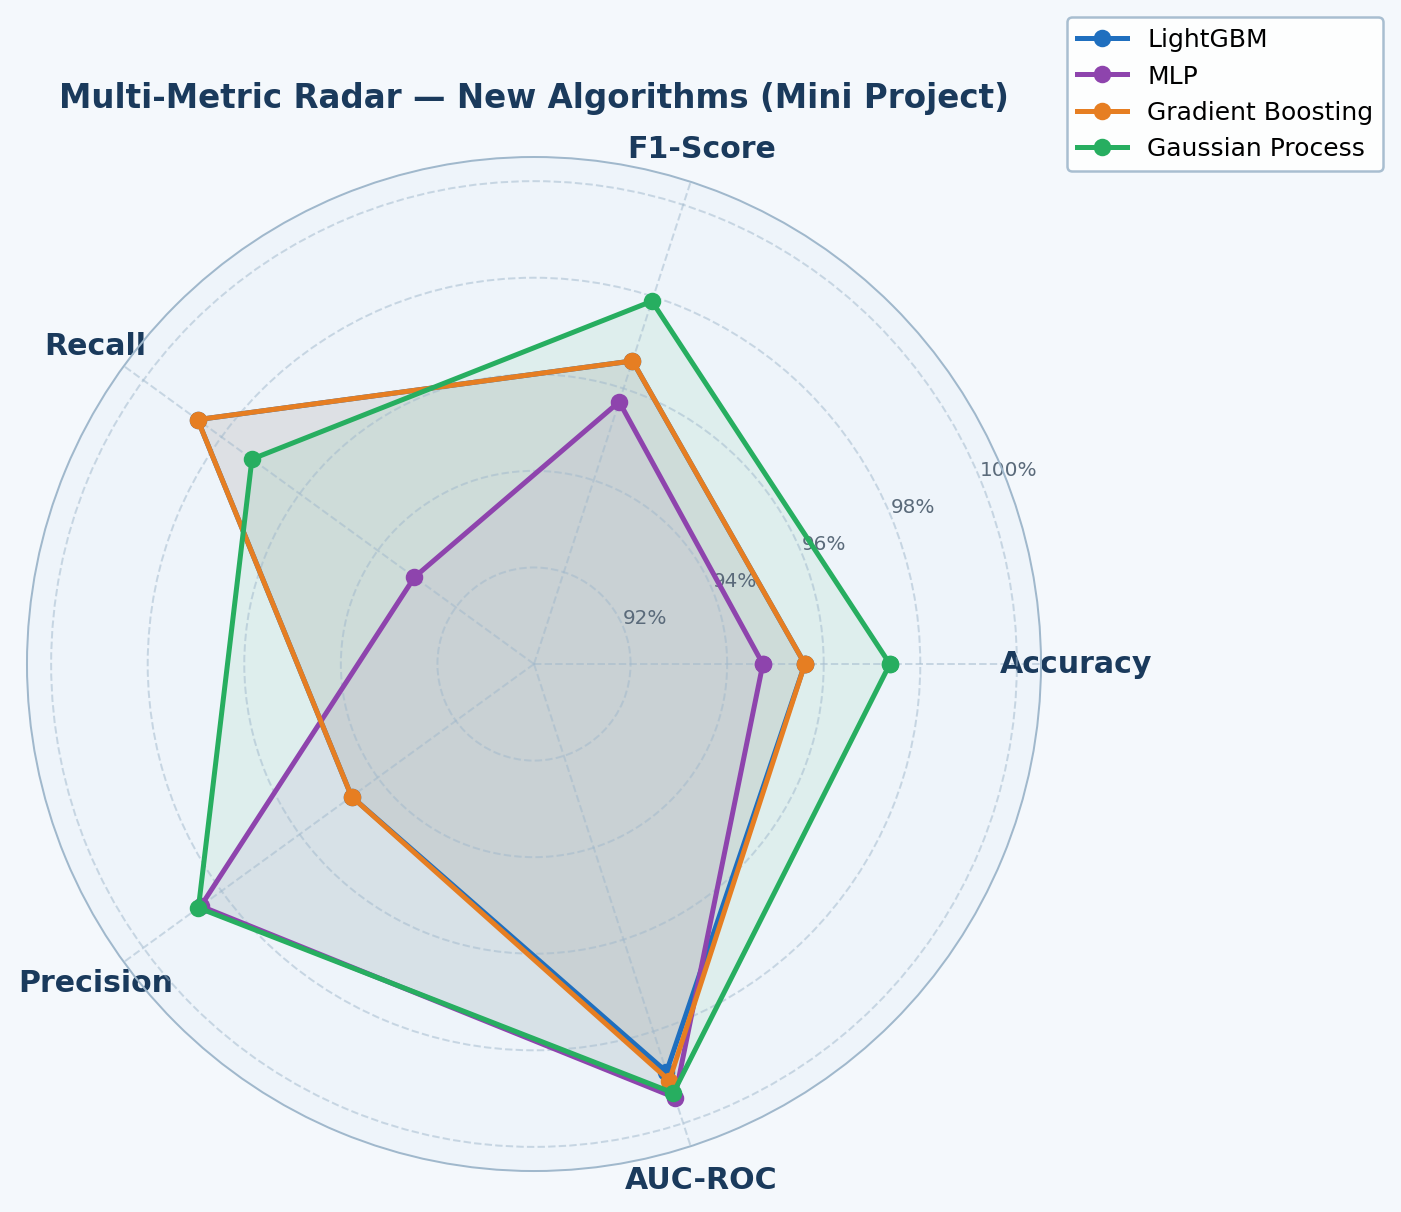 LightGBM
MLP
Gradient Boosting
Gaussian Process
Multi-Metric Radar — New Algorithms (Mini Project)
F1-Score
Recall
100%
98%
96%
94%
92%
Accuracy
Precision
AUC-ROC